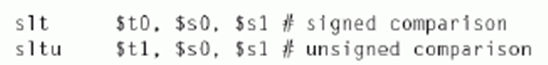 slt $t0, $s0, $s1 # signed comparison
sltu $t1, $s0, $s1 # unsigned comparison